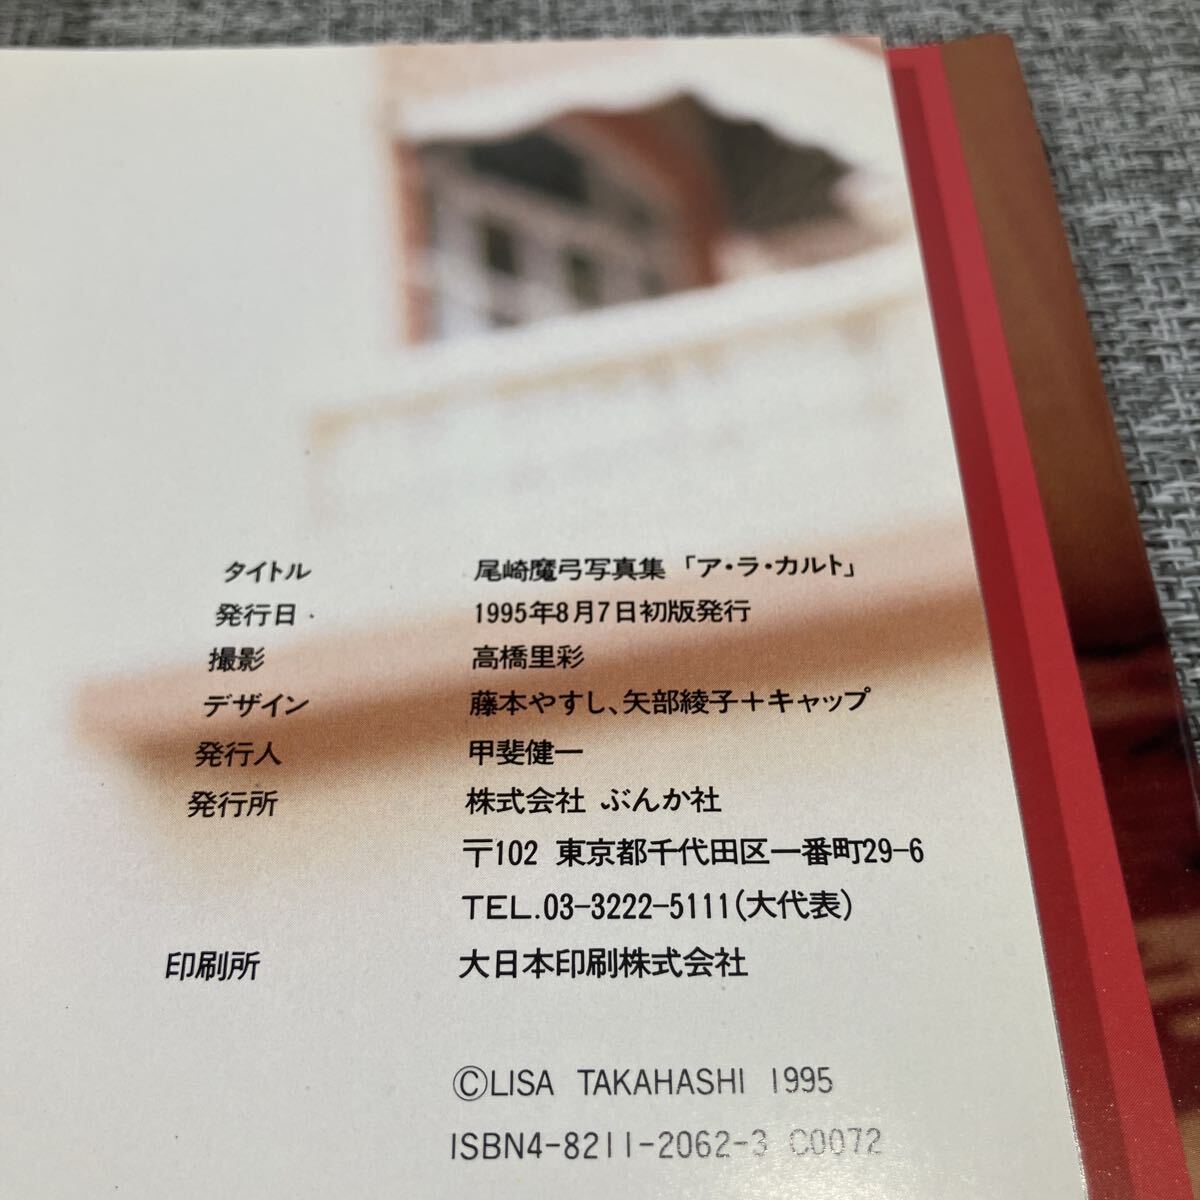 タイトル 尾崎魔弓写真集「ア・ラ・カルト」
発行日 1995年8月7日初版発行
撮影 高橋里彩
デザイン 藤本やすし、矢部綾子＋キャップ
発行人 甲斐健一
発行所 株式会社 ぶんか社
〒102 東京都千代田区一番町29-6
TEL.03-3222-5111(大代表)
印刷所 大日本印刷株式会社
©LISA TAKAHASHI 1995
ISBN4-8211-2062-3 C0072